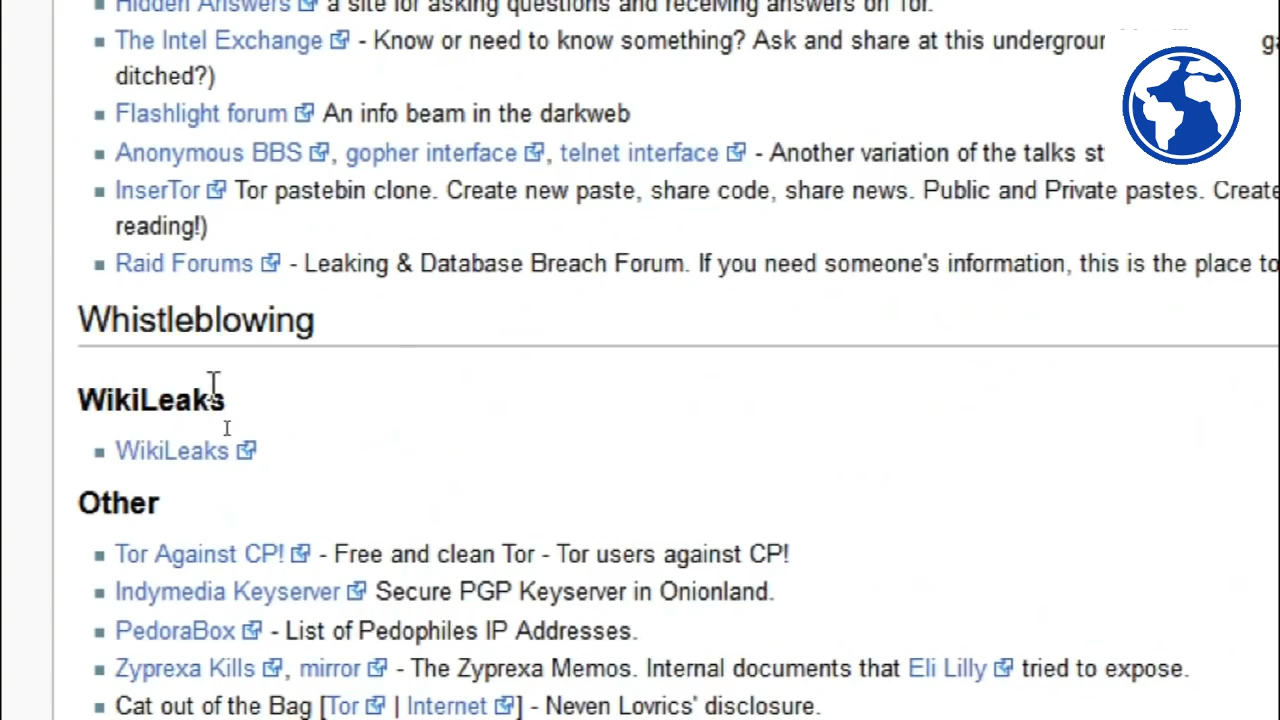 Hidden Answers a site for asking questions and receiving answers on Tor.
The Intel Exchange - Know or need to know something? Ask and share at this
ditched?)
Flashlight forum An info beam in the darkweb
Anonymous BBS, gopher interface, telnet interface - Another variation of the talks st
InserTor Tor pastebin clone. Create new paste, share code, share news. Public and Private pastes. Create
reading!)
Raid Forums - Leaking & Database Breach Forum. If you need someone's information, this is the place to
Whistleblowing
WikiLeaks
WikiLeaks
Other
Tor Against CP! - Free and clean Tor - Tor users against CP!
Indymedia Keyserver Secure PGP Keyserver in Onionland.
PedoraBox - List of Pedophiles IP Addresses.
Zyprexa Kills, mirror - The Zyprexa Memos. Internal documents that Eli Lilly tried to expose.
Cat out of the Bag [Tor | Internet] - Neven Lovrics' disclosure.